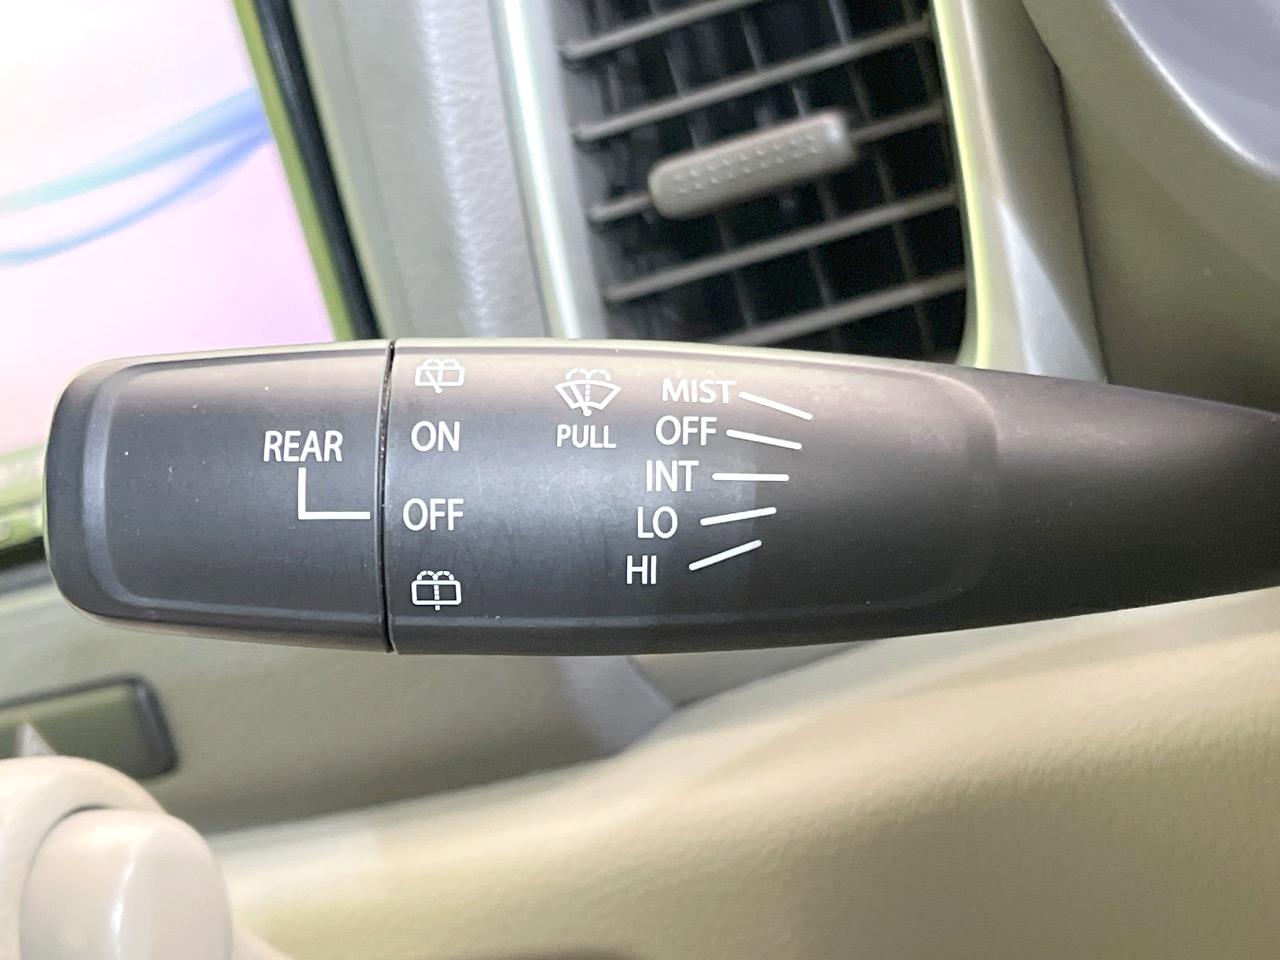 REAR
ON
OFF
PULL
MIST
OFF
INT
LO
HI